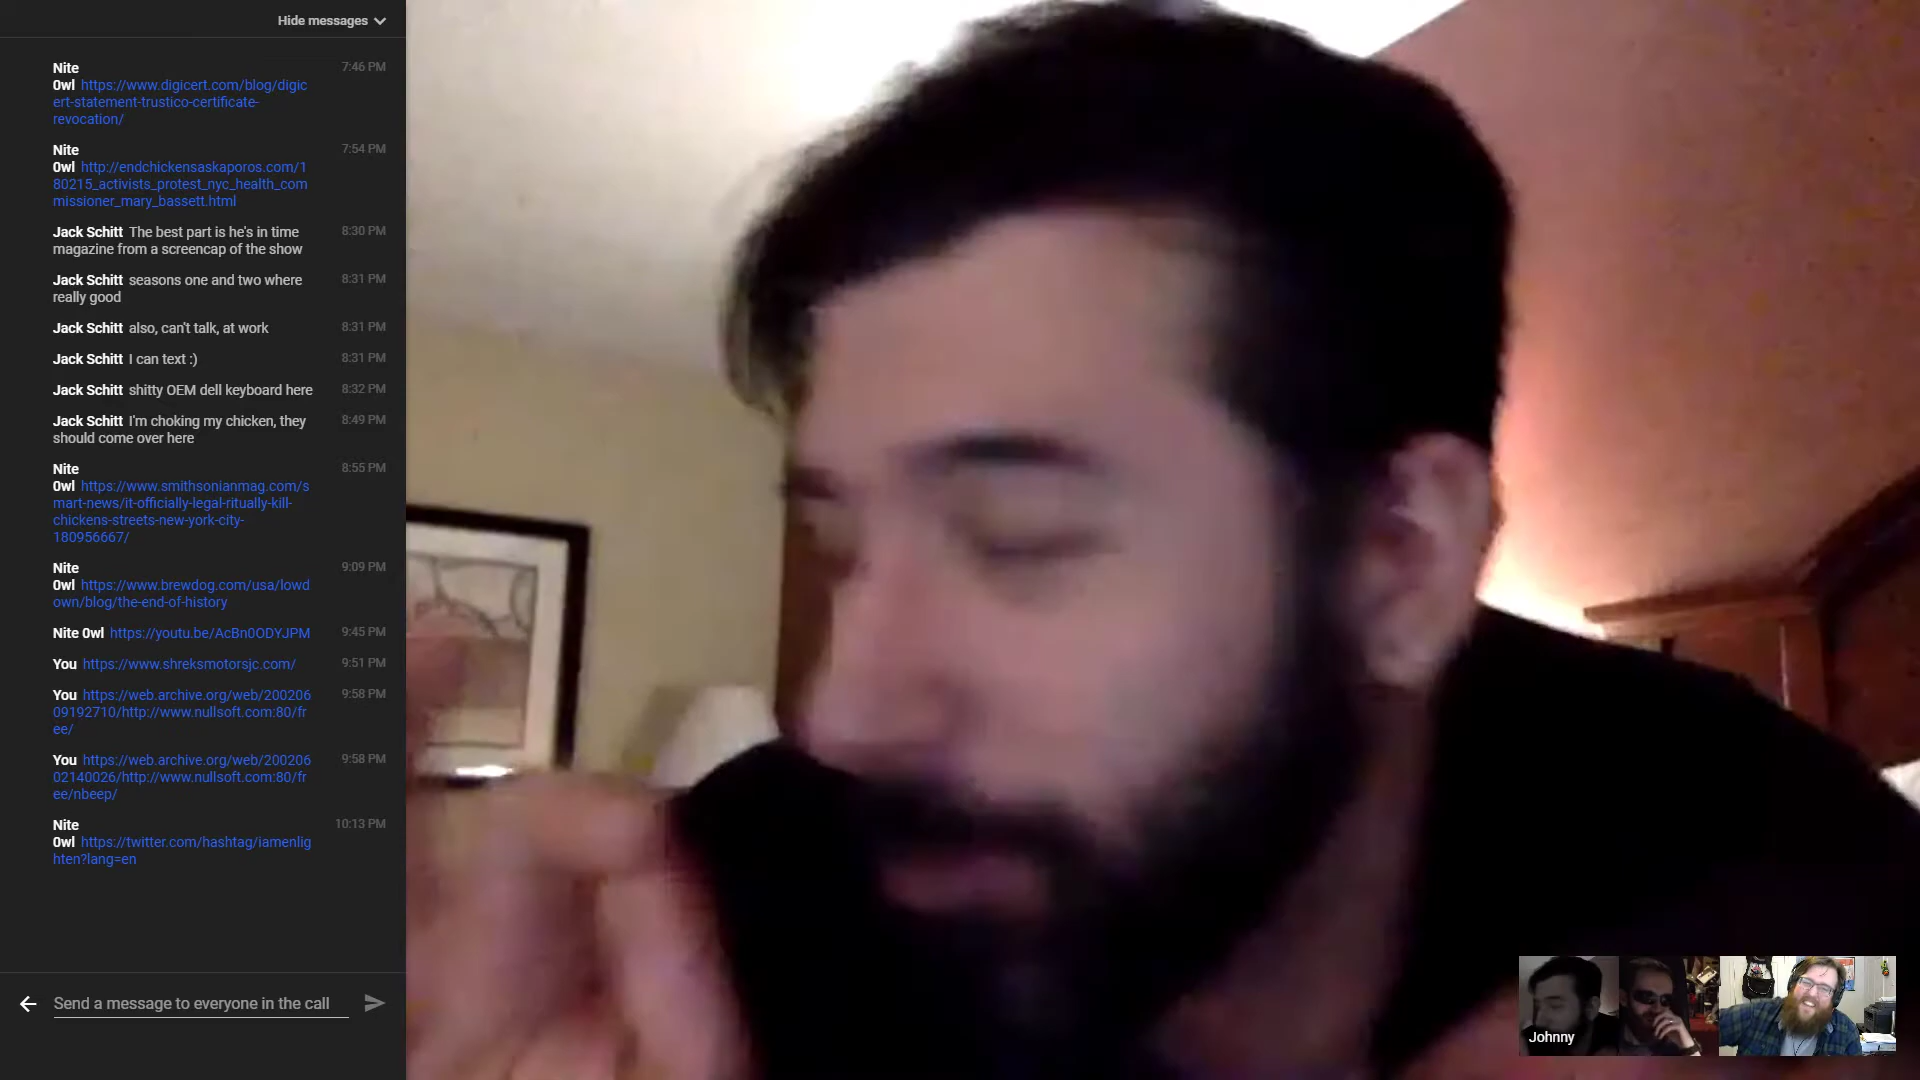 Hide messages
Nite 7:46 PM
0wl https://www.digicert.com/blog/digic
ert-statement-trustico-certificate-
revocation/
Nite 7:54 PM
0wl http://endchickensaskaporos.com/1
80215_activists_protest_nyc_health_com
missioner_mary_bassett.html
Jack Schitt The best part is he's in time 8:30 PM
magazine from a screencap of the show
Jack Schitt seasons one and two where 8:31 PM
really good
Jack Schitt also, can't talk, at work 8:31 PM
Jack Schitt I can text :) 8:31 PM
Jack Schitt shitty OEM dell keyboard here 8:32 PM
Jack Schitt I'm choking my chicken, they 8:49 PM
should come over here
Nite 8:55 PM
0wl https://www.smithsonianmag.com/s
mart-news/it-officially-legal-ritually-kill-
chickens-streets-new-york-city-
180956667/
Nite 9:09 PM
0wl https://www.brewdog.com/usa/lowd
own/blog/the-end-of-history
Nite 0wl https://youtu.be/AcBn0ODYJPM 9:45 PM
You https://www.shreksmotorsjc.com/ 9:51 PM
You https://web.archive.org/web/200206 9:58 PM
09192710/http://www.nullsoft.com:80/fr
ee/
You https://web.archive.org/web/200206 9:58 PM
02140026/http://www.nullsoft.com:80/fr
ee/nbeep/
Nite 10:13 PM
0wl https://twitter.com/hashtag/iamenlig
hten?lang=en
Send a message to everyone in the call
Johnny